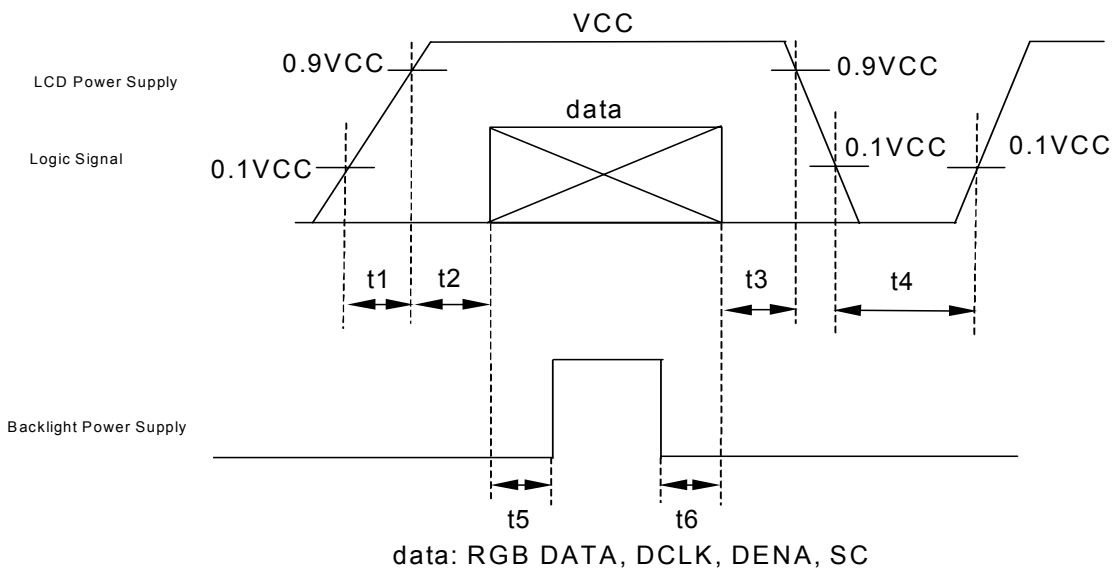 VCC
0.9VCC
0.9VCC
LCD Power Supply
data
Logic Signal
0.1VCC
0.1VCC
0.1VCC
t1
t2
t3
t4
Backlight Power Supply
t5
t6
data: RGB DATA, DCLK, DENA, SC